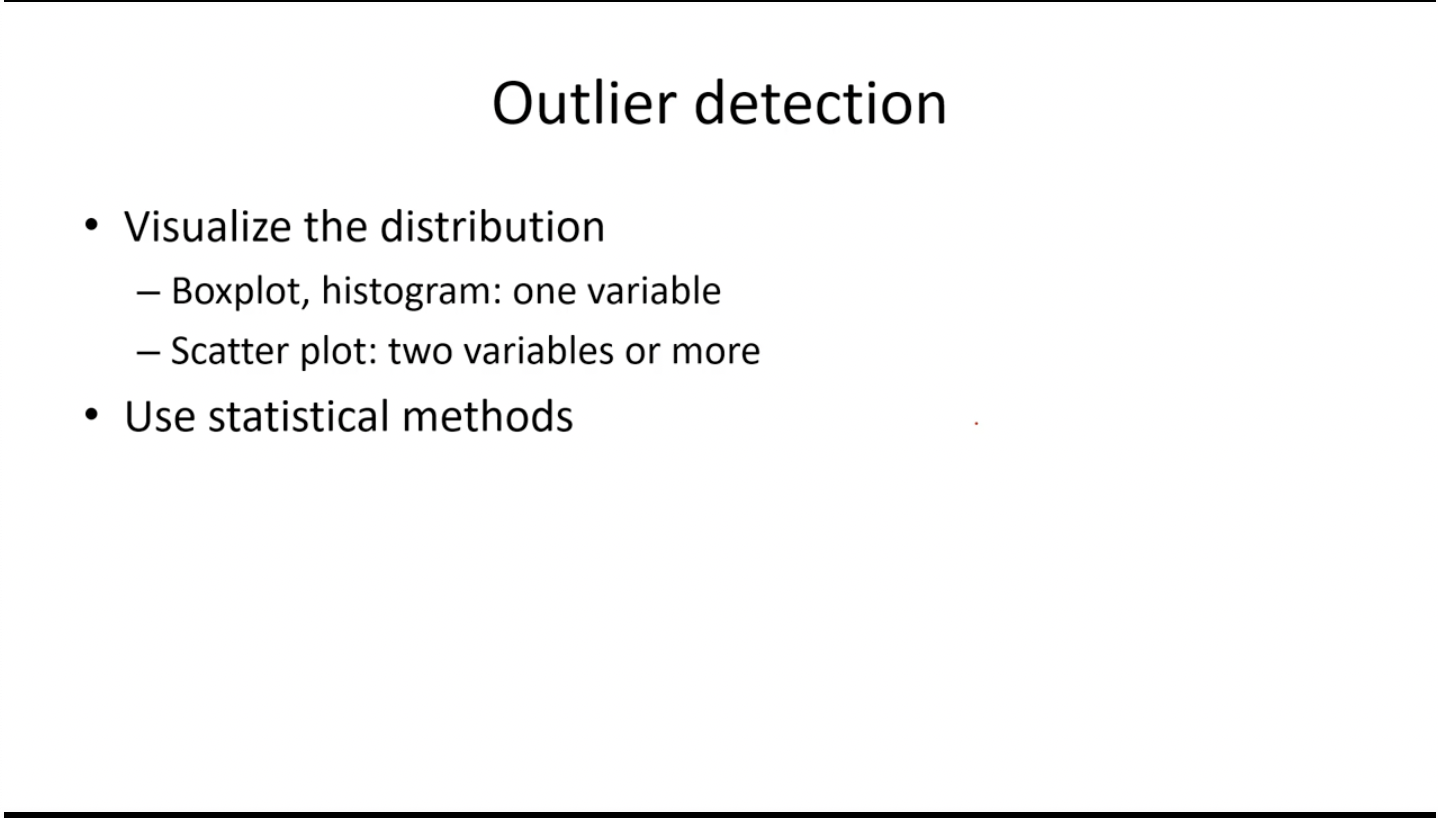 Outlier detection
• Visualize the distribution
– Boxplot, histogram: one variable
– Scatter plot: two variables or more
• Use statistical methods